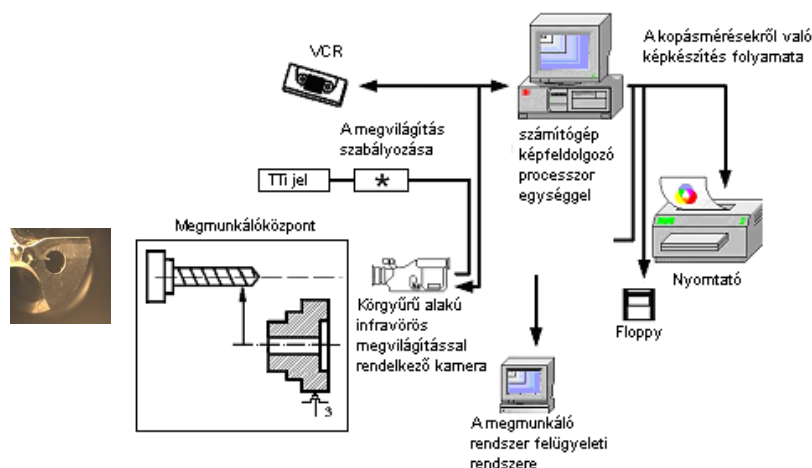 VCR
A kopásmérésekről való
képkészítés folyamata
A megvilágítás
szabályozása
számítógép
képfeldolgozó
processzor
egységgel
TTi jel
*
Megmunkálóközpont
Nyomtató
Körgyűrű alakú
infravörös
megvilágítással
rendelkező kamera
Floppy
3
A megmunkáló
rendszer felügyeleti
rendszere